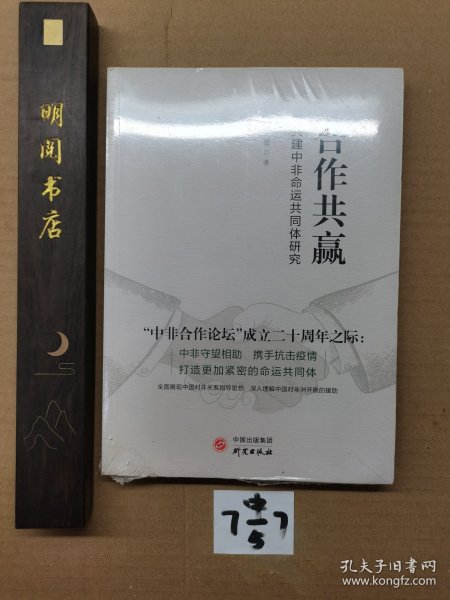 明阅书店
合作共赢
共建中非命运共同体研究
著
“中非合作论坛”成立二十周年之际：
中非守望相助 携手抗击疫情
打造更加紧密的命运共同体
全面展现中国对非关系指导思想 深入理解中国对非洲开展的援助
中国出版集团
研究出版社
7中/57
孔夫子旧书网
www.kongfz.com